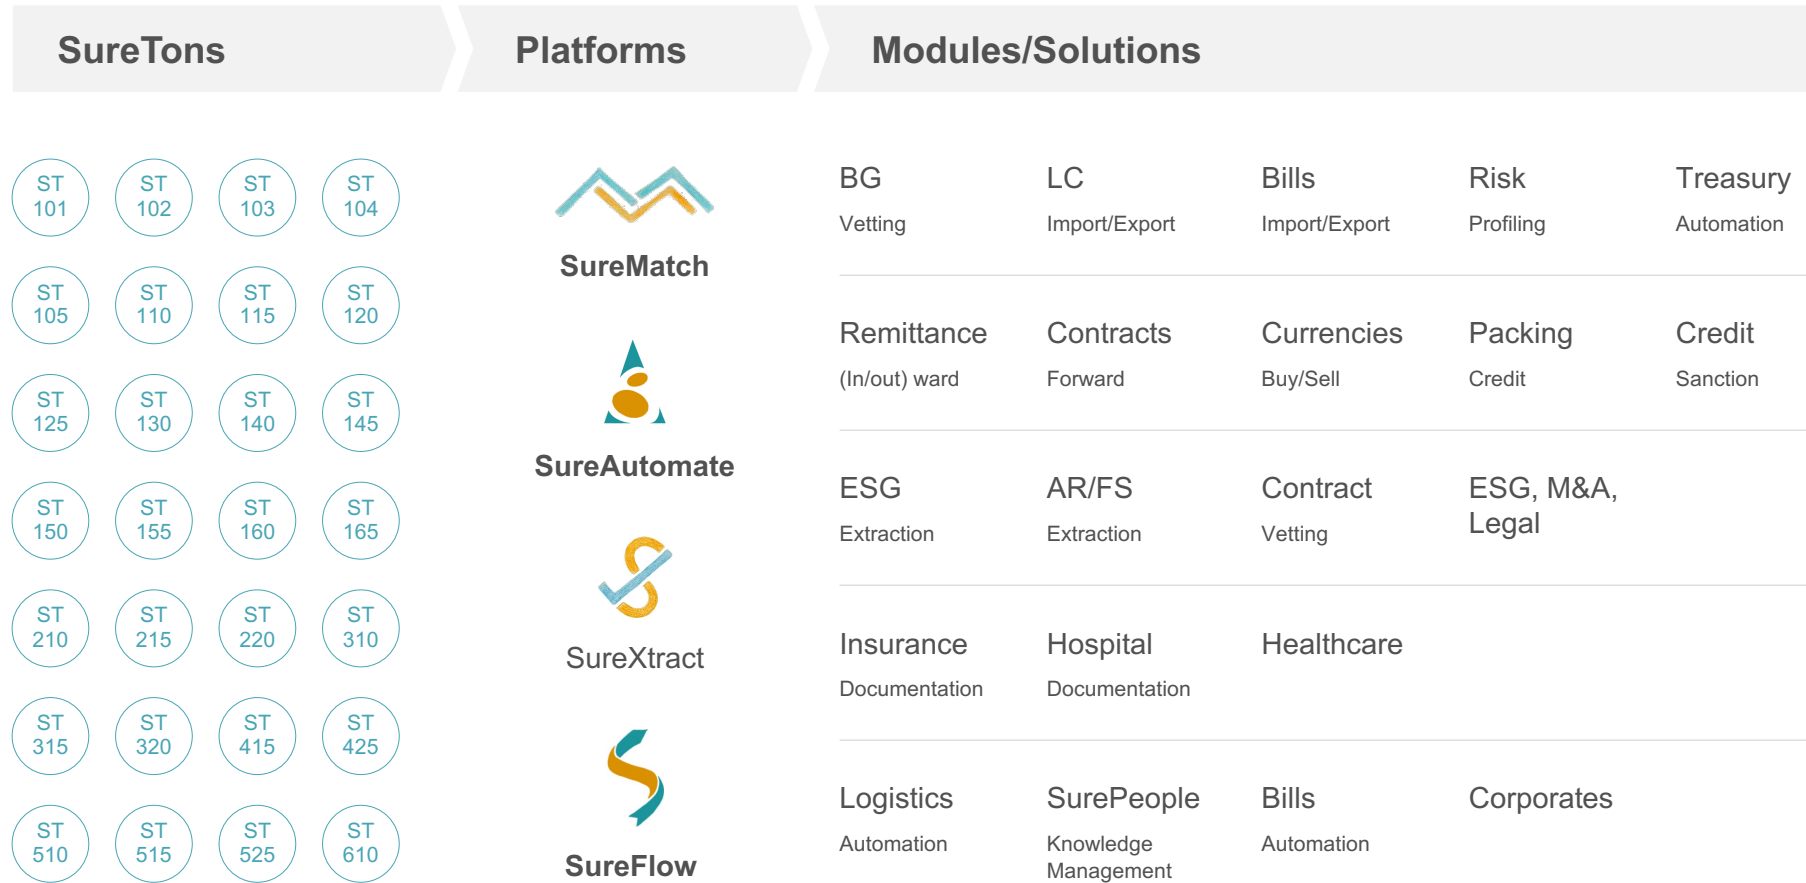 SureTons
Platforms
Modules/Solutions
ST
101
ST
102
ST
103
ST
104
ST
105
ST
110
ST
115
ST
120
ST
125
ST
130
ST
140
ST
145
ST
150
ST
155
ST
160
ST
165
ST
210
ST
215
ST
220
ST
310
ST
315
ST
320
ST
415
ST
425
ST
510
ST
515
ST
525
ST
610
SureMatch
SureAutomate
SureXtract
SureFlow
BG
Vetting
LC
Import/Export
Bills
Import/Export
Risk
Profiling
Treasury
Automation
Remittance
(In/out) ward
Contracts
Forward
Currencies
Buy/Sell
Packing
Credit
Credit
Sanction
ESG
Extraction
AR/FS
Extraction
Contract
Vetting
ESG, M&A,
Legal
Insurance
Documentation
Hospital
Documentation
Healthcare
Logistics
Automation
SurePeople
Knowledge
Management
Bills
Automation
Corporates